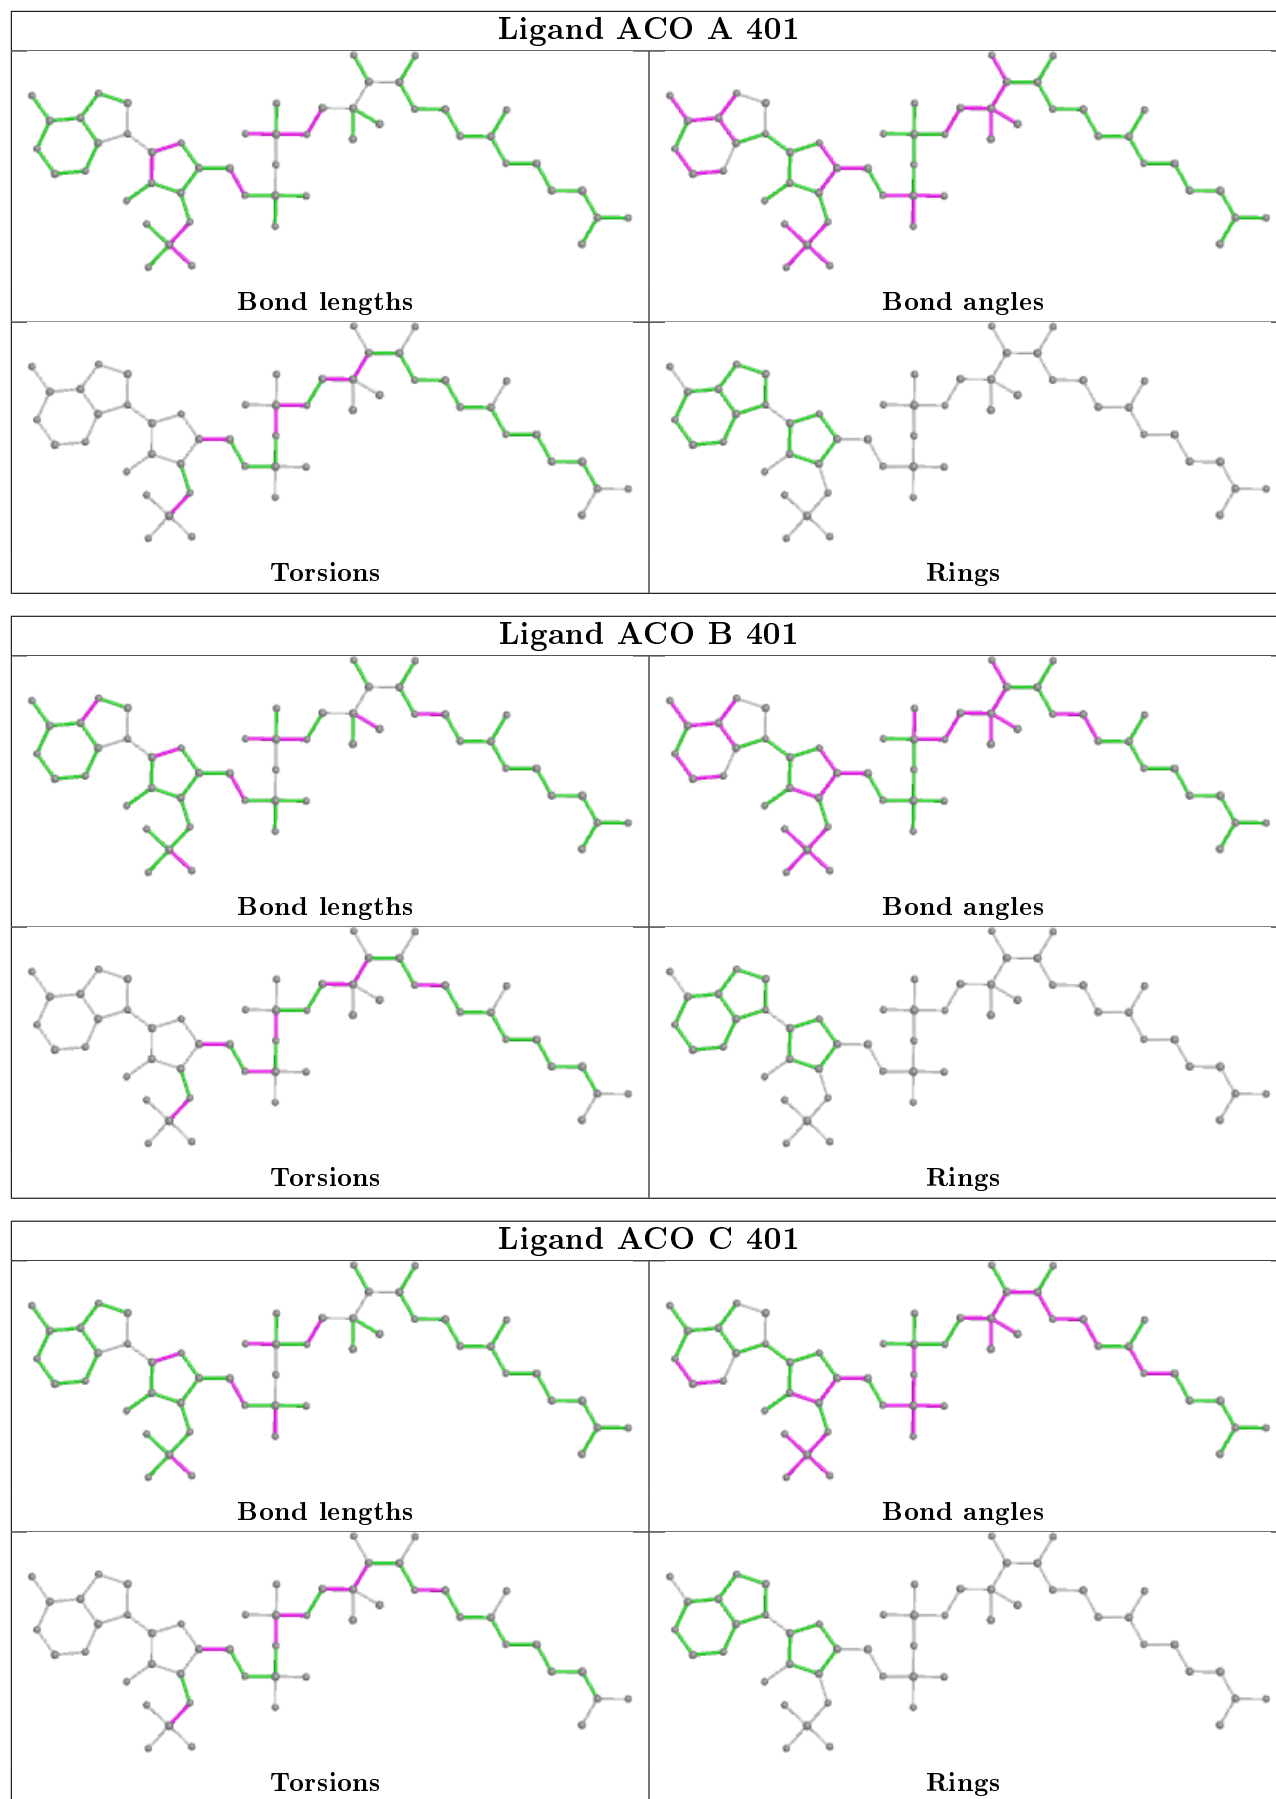 Ligand ACO A 401
Bond lengths
Bond angles
Torsions
Rings
Ligand ACO B 401
Bond lengths
Bond angles
Torsions
Rings
Ligand ACO C 401
Bond lengths
Bond angles
Torsions
Rings